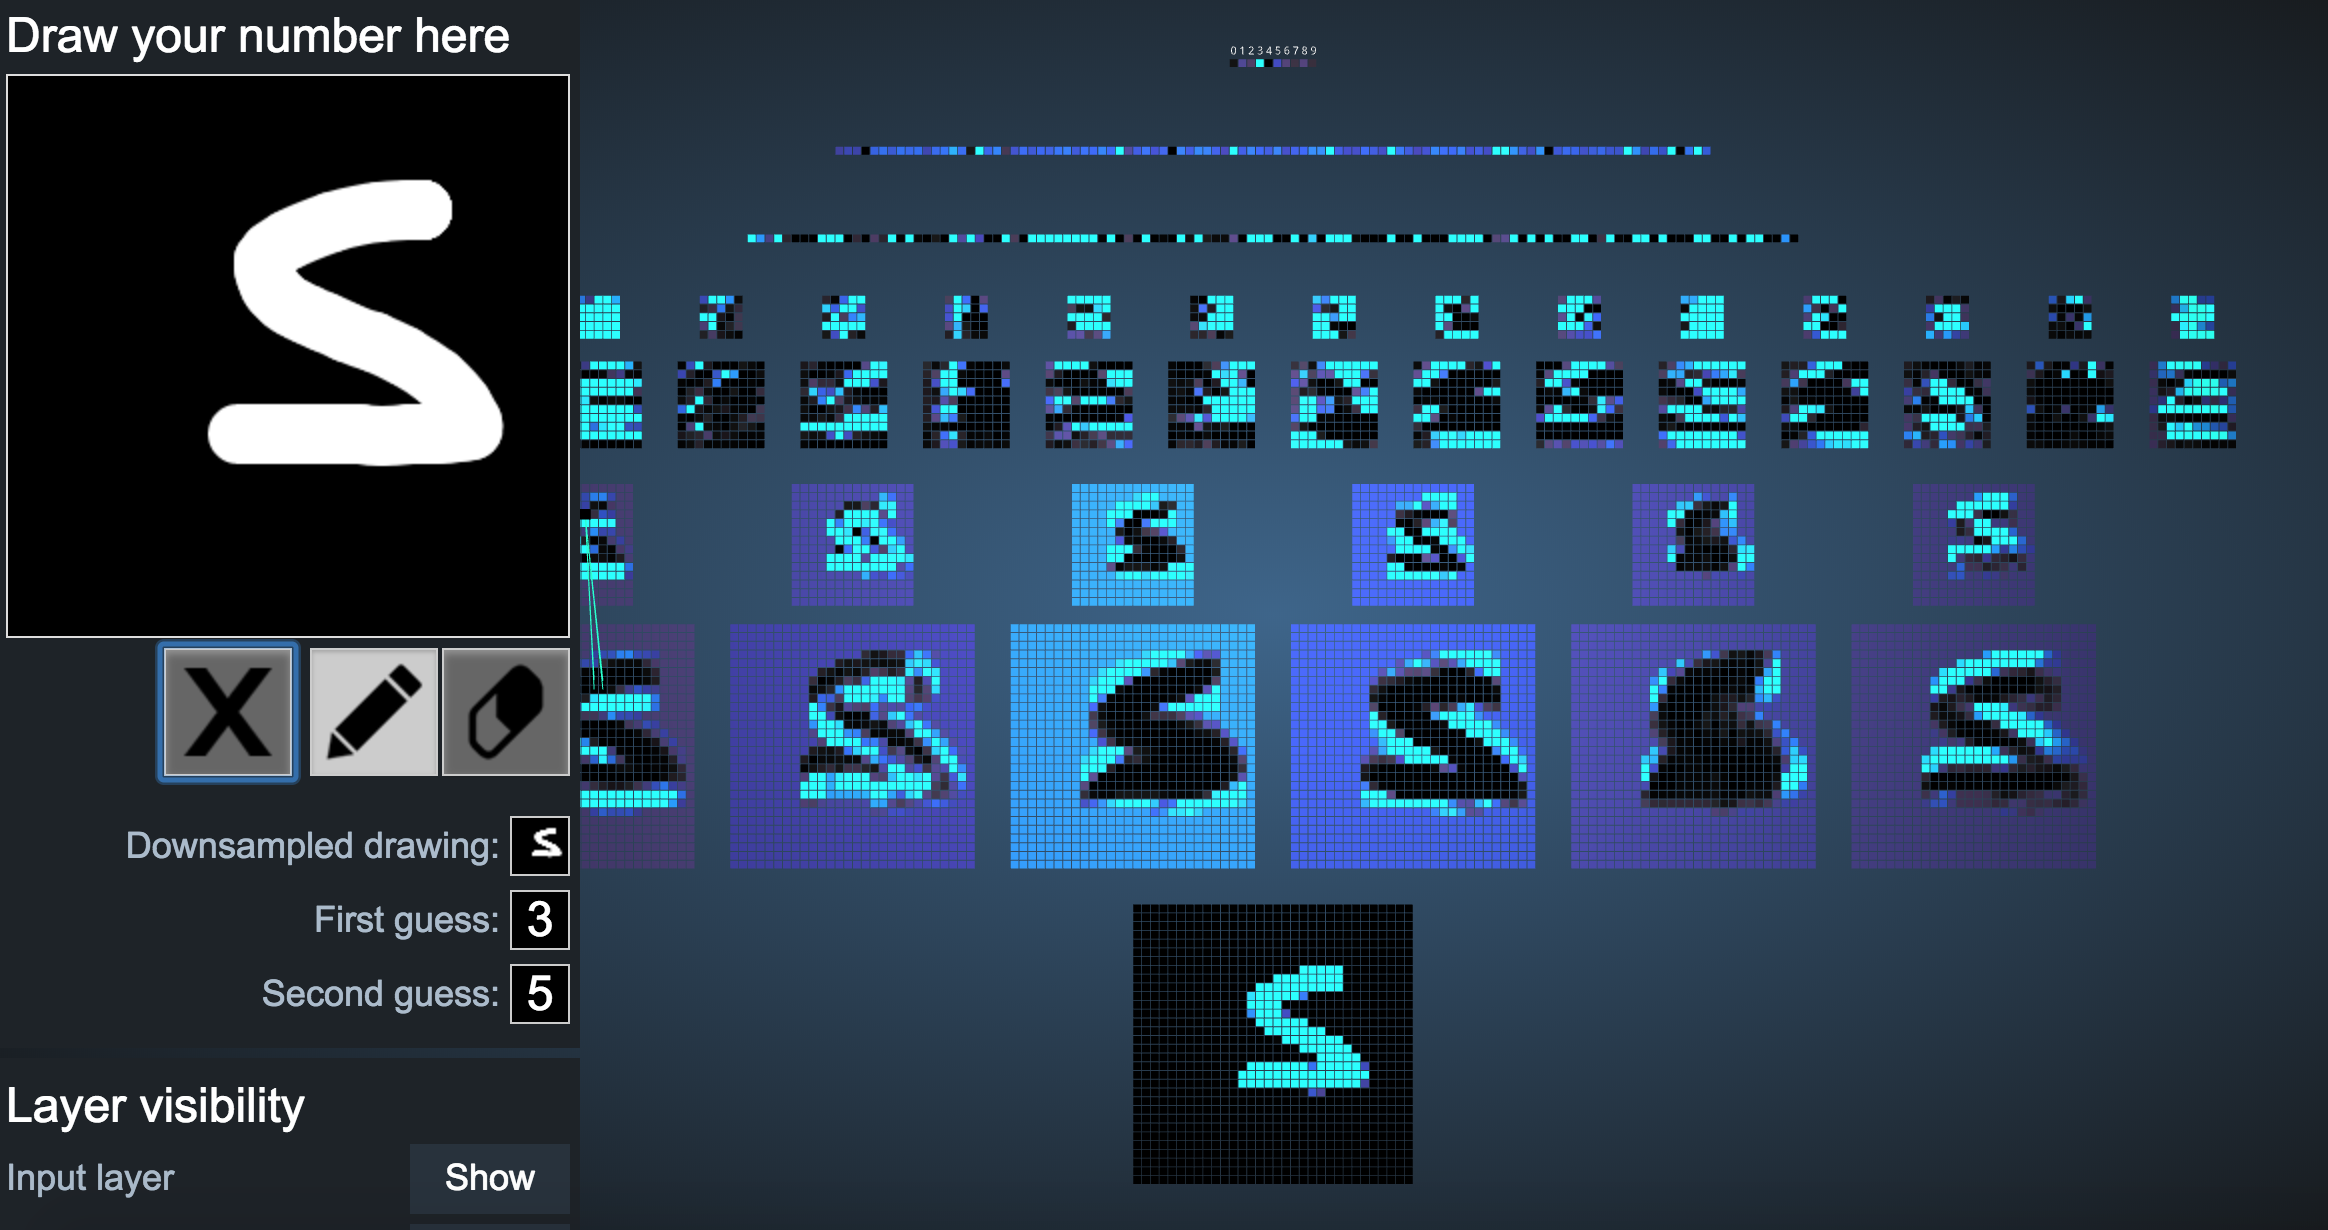 Draw your number here
0123456789
Downsampled drawing:
First guess: 3
Second guess: 5
Layer visibility
Input layer Show